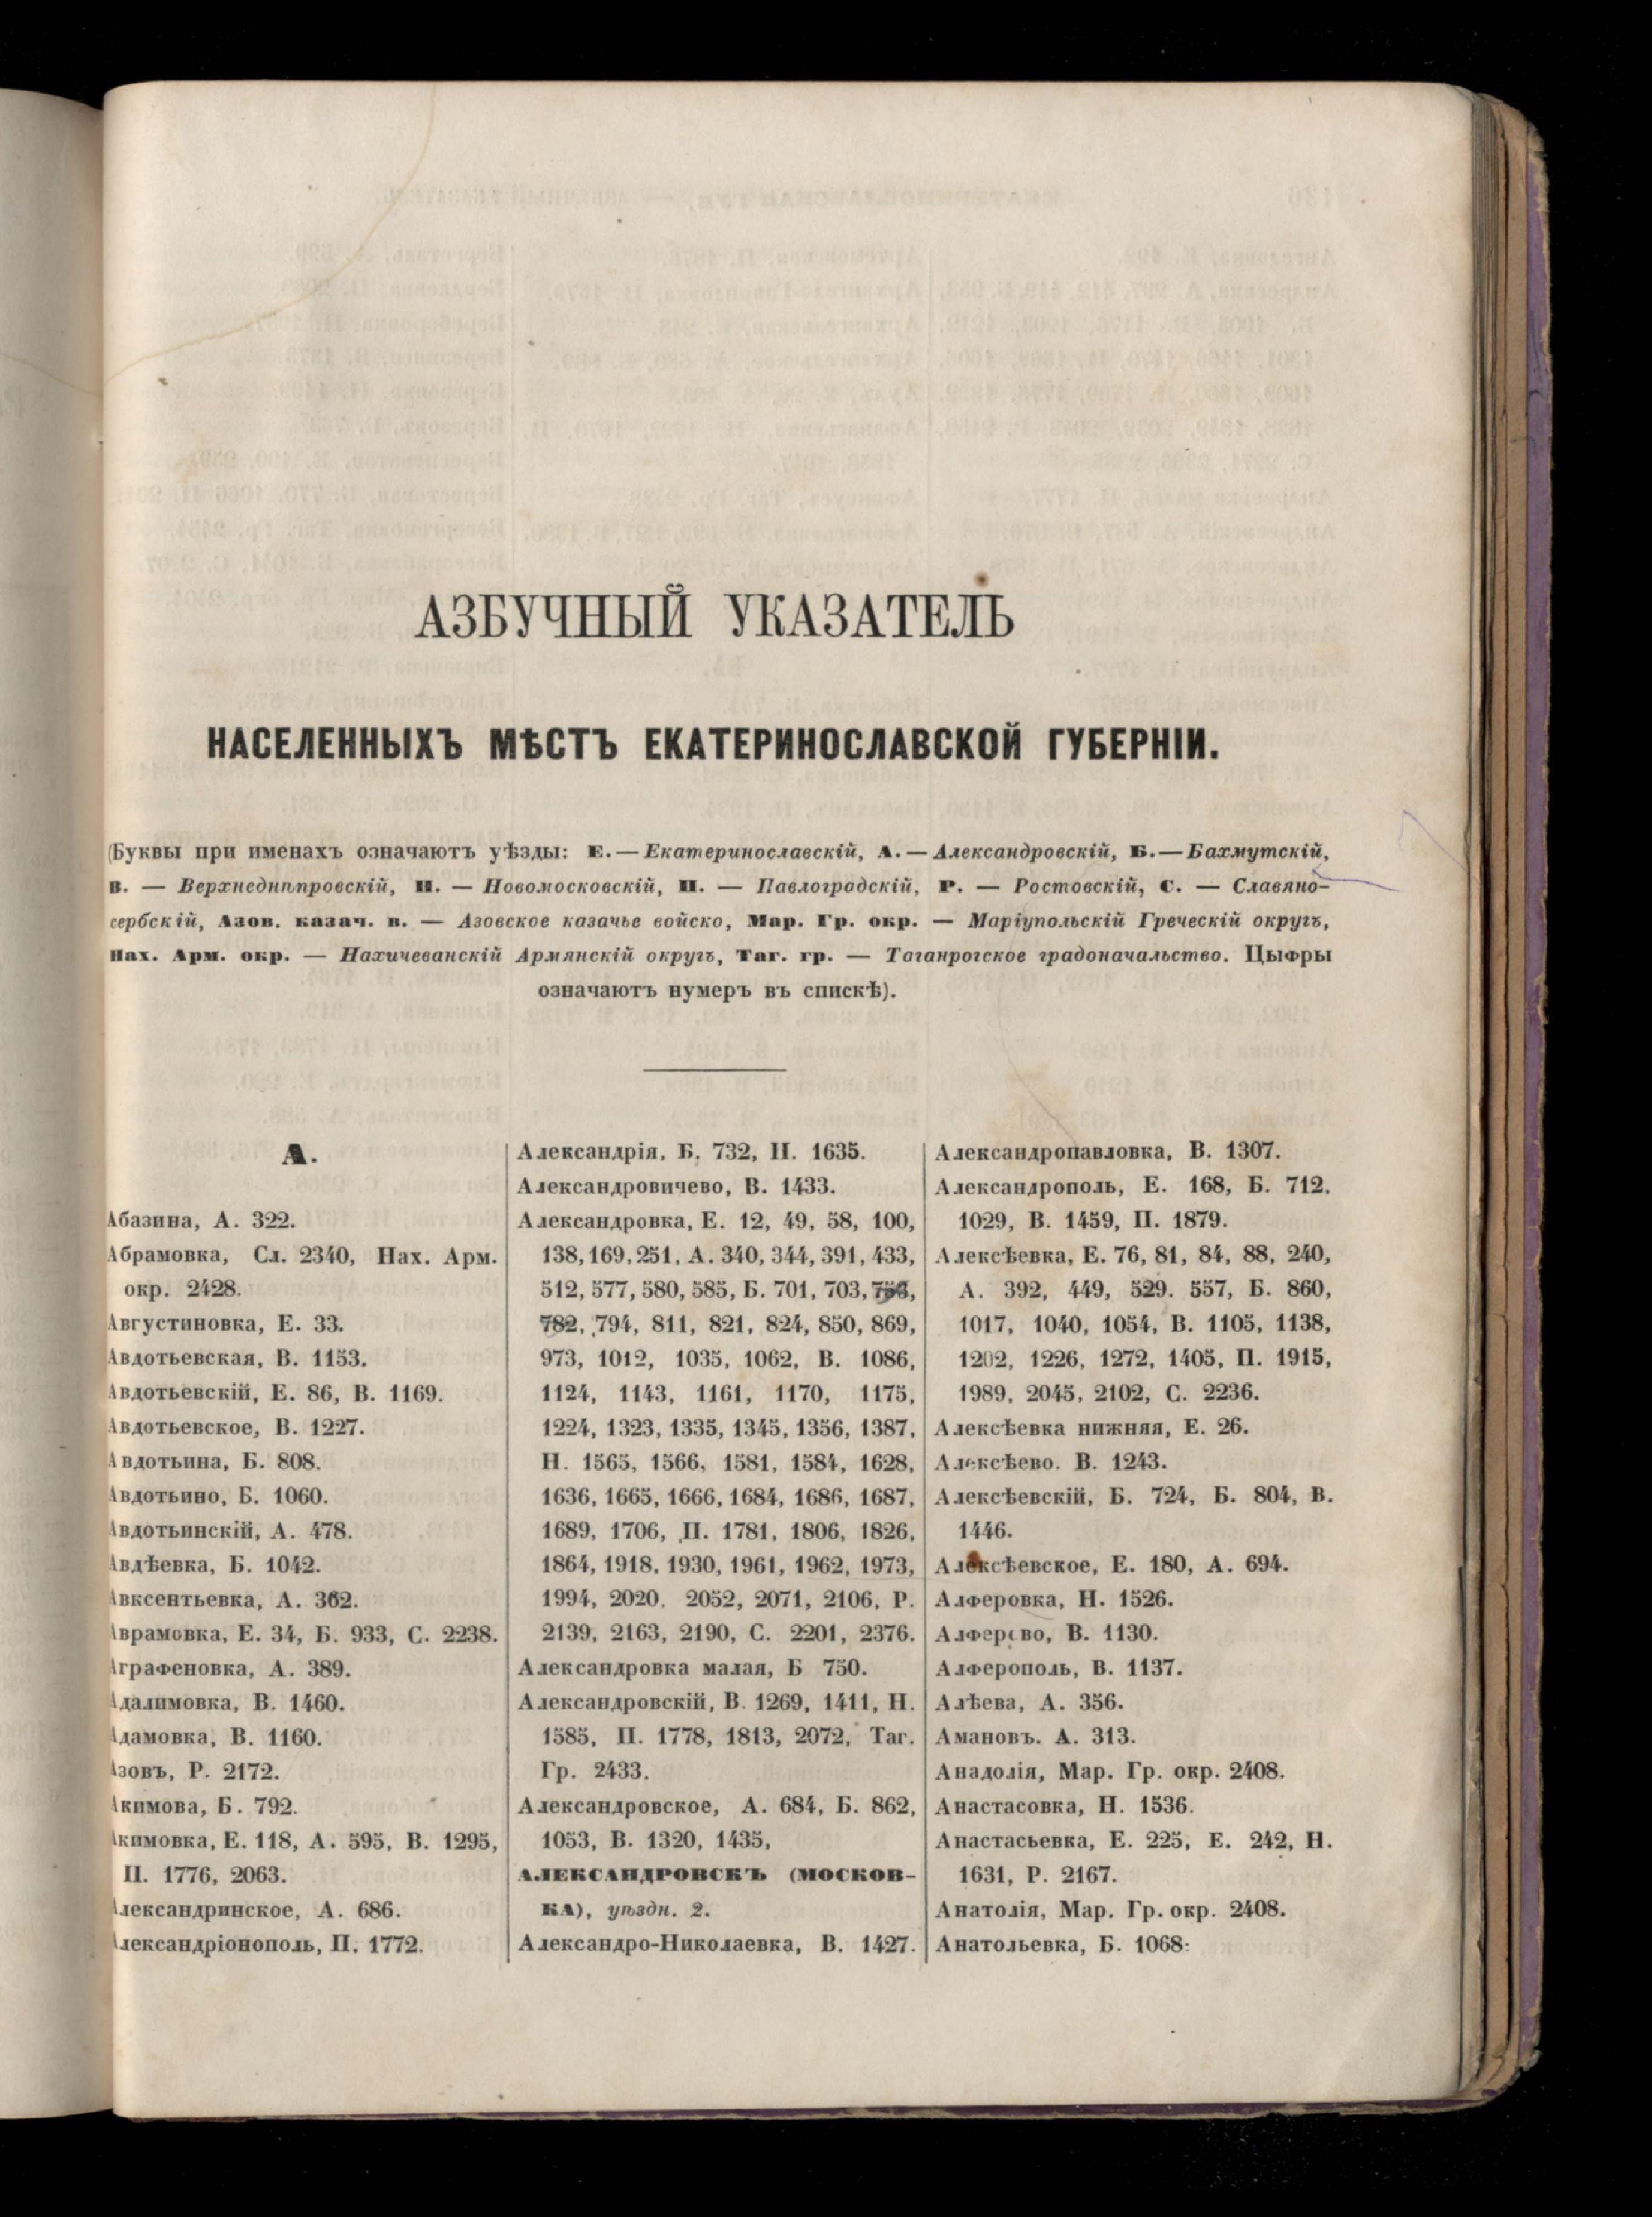 АЗБУЧНЫЙ УКАЗАТЕЛЬ
НАСЕЛЕННЫХЪ МѢСТЪ ЕКАТЕРИНОСЛАВСКОЙ ГУБЕРНІИ.
(Буквы при именахъ означаютъ уѣзды: Е.—Екатеринославскій, А.—Александровскій, Б.—Бахмутскій,
В. — Верхнеднѣпровскій, Н. — Новомосковскій, П. — Павлоградскій, Р. — Ростовскій, С. — Славяно-
сербскій, Азов. казач. в. — Азовское казачье войско, Мар. Гр. окр. — Маріупольскій Греческій округъ,
Нах. Арм. окр. — Нахичеванскій Армянскій округъ, Таг. гр. — Таганрогское градоначальство. Цыфры
означаютъ нумеръ въ спискѣ).
А.
Абазина, А. 322.
Абрамовка, Сл. 2340, Нах. Арм.
окр. 2428.
Августиновка, Е. 33.
Авдотьевская, В. 1153.
Авдотьевскій, Е. 86, В. 1169.
Авдотьевское, В. 1227.
Авдотьина, Б. 808.
Авдотьино, Б. 1060.
Авдотьинскій, А. 478.
Авдѣевка, Б. 1042.
Авксентьевка, А. 362.
Аврамовка, Е. 34, Б. 933, С. 2238.
Аграфеновка, А. 389.
Адалимовка, В. 1460.
Адамовка, В. 1160.
Азовъ, Р. 2172.
Акимова, Б. 792.
Акимовка, Е. 118, А. 595, В. 1295,
П. 1776, 2063.
Александринское, А. 686.
Александріонополь, П. 1772.
Александрія, Б. 732, Н. 1635.
Александровичево, В. 1433.
Александровка, Е. 12, 49, 58, 100,
138, 169, 251, А. 340, 344, 391, 433,
512, 577, 580, 585, Б. 701, 703,
782, 794, 811, 821, 824, 850, 869,
973, 1012, 1035, 1062, В. 1086,
1124, 1143, 1161, 1170, 1175,
1224, 1323, 1335, 1345, 1356, 1387,
Н. 1565, 1566, 1581, 1584, 1628,
1636, 1665, 1666, 1684, 1686, 1687,
1689, 1706, П. 1781, 1806, 1826,
1864, 1918, 1930, 1961, 1962, 1973,
1994, 2020. 2052, 2071, 2106, Р.
2139, 2163, 2190, С. 2201, 2376.
Александровка малая, Б 750.
Александровскій, В. 1269, 1411, Н.
1585, П. 1778, 1813, 2072, Таг.
Гр. 2433.
Александровское, А. 684, Б. 862,
1053, В. 1320, 1435,
АЛЕКСАНДРОВСКЪ (МОСКОВ-
КА), уѣздн. 2.
Александро-Николаевка, В. 1427.
Александропавловка, В. 1307.
Александрополь, Е. 168, Б. 712,
1029, В. 1459, П. 1879.
Алексѣевка, Е. 76, 81, 84, 88, 240,
А. 392, 449, 529. 557, Б. 860,
1017, 1040, 1054, В. 1105, 1138,
1202, 1226, 1272, 1405, П. 1915,
1989, 2045, 2102, С. 2236.
Алексѣевка нижняя, Е. 26.
Алексѣево. В. 1243.
Алексѣевскій, Б. 724, Б. 804, В.
1446.
Алексѣевское, Е. 180, А. 694.
Алферовка, Н. 1526.
Алферово, В. 1130.
Алферополь, В. 1137.
Алѣева, А. 356.
Амановъ. А. 313.
Анадолія, Мар. Гр. окр. 2408.
Анастасовка, Н. 1536.
Анастасьевка, Е. 225, Е. 242, Н.
1631, Р. 2167.
Анатолія, Мар. Гр. окр. 2408.
Анатольевка, Б. 1068: